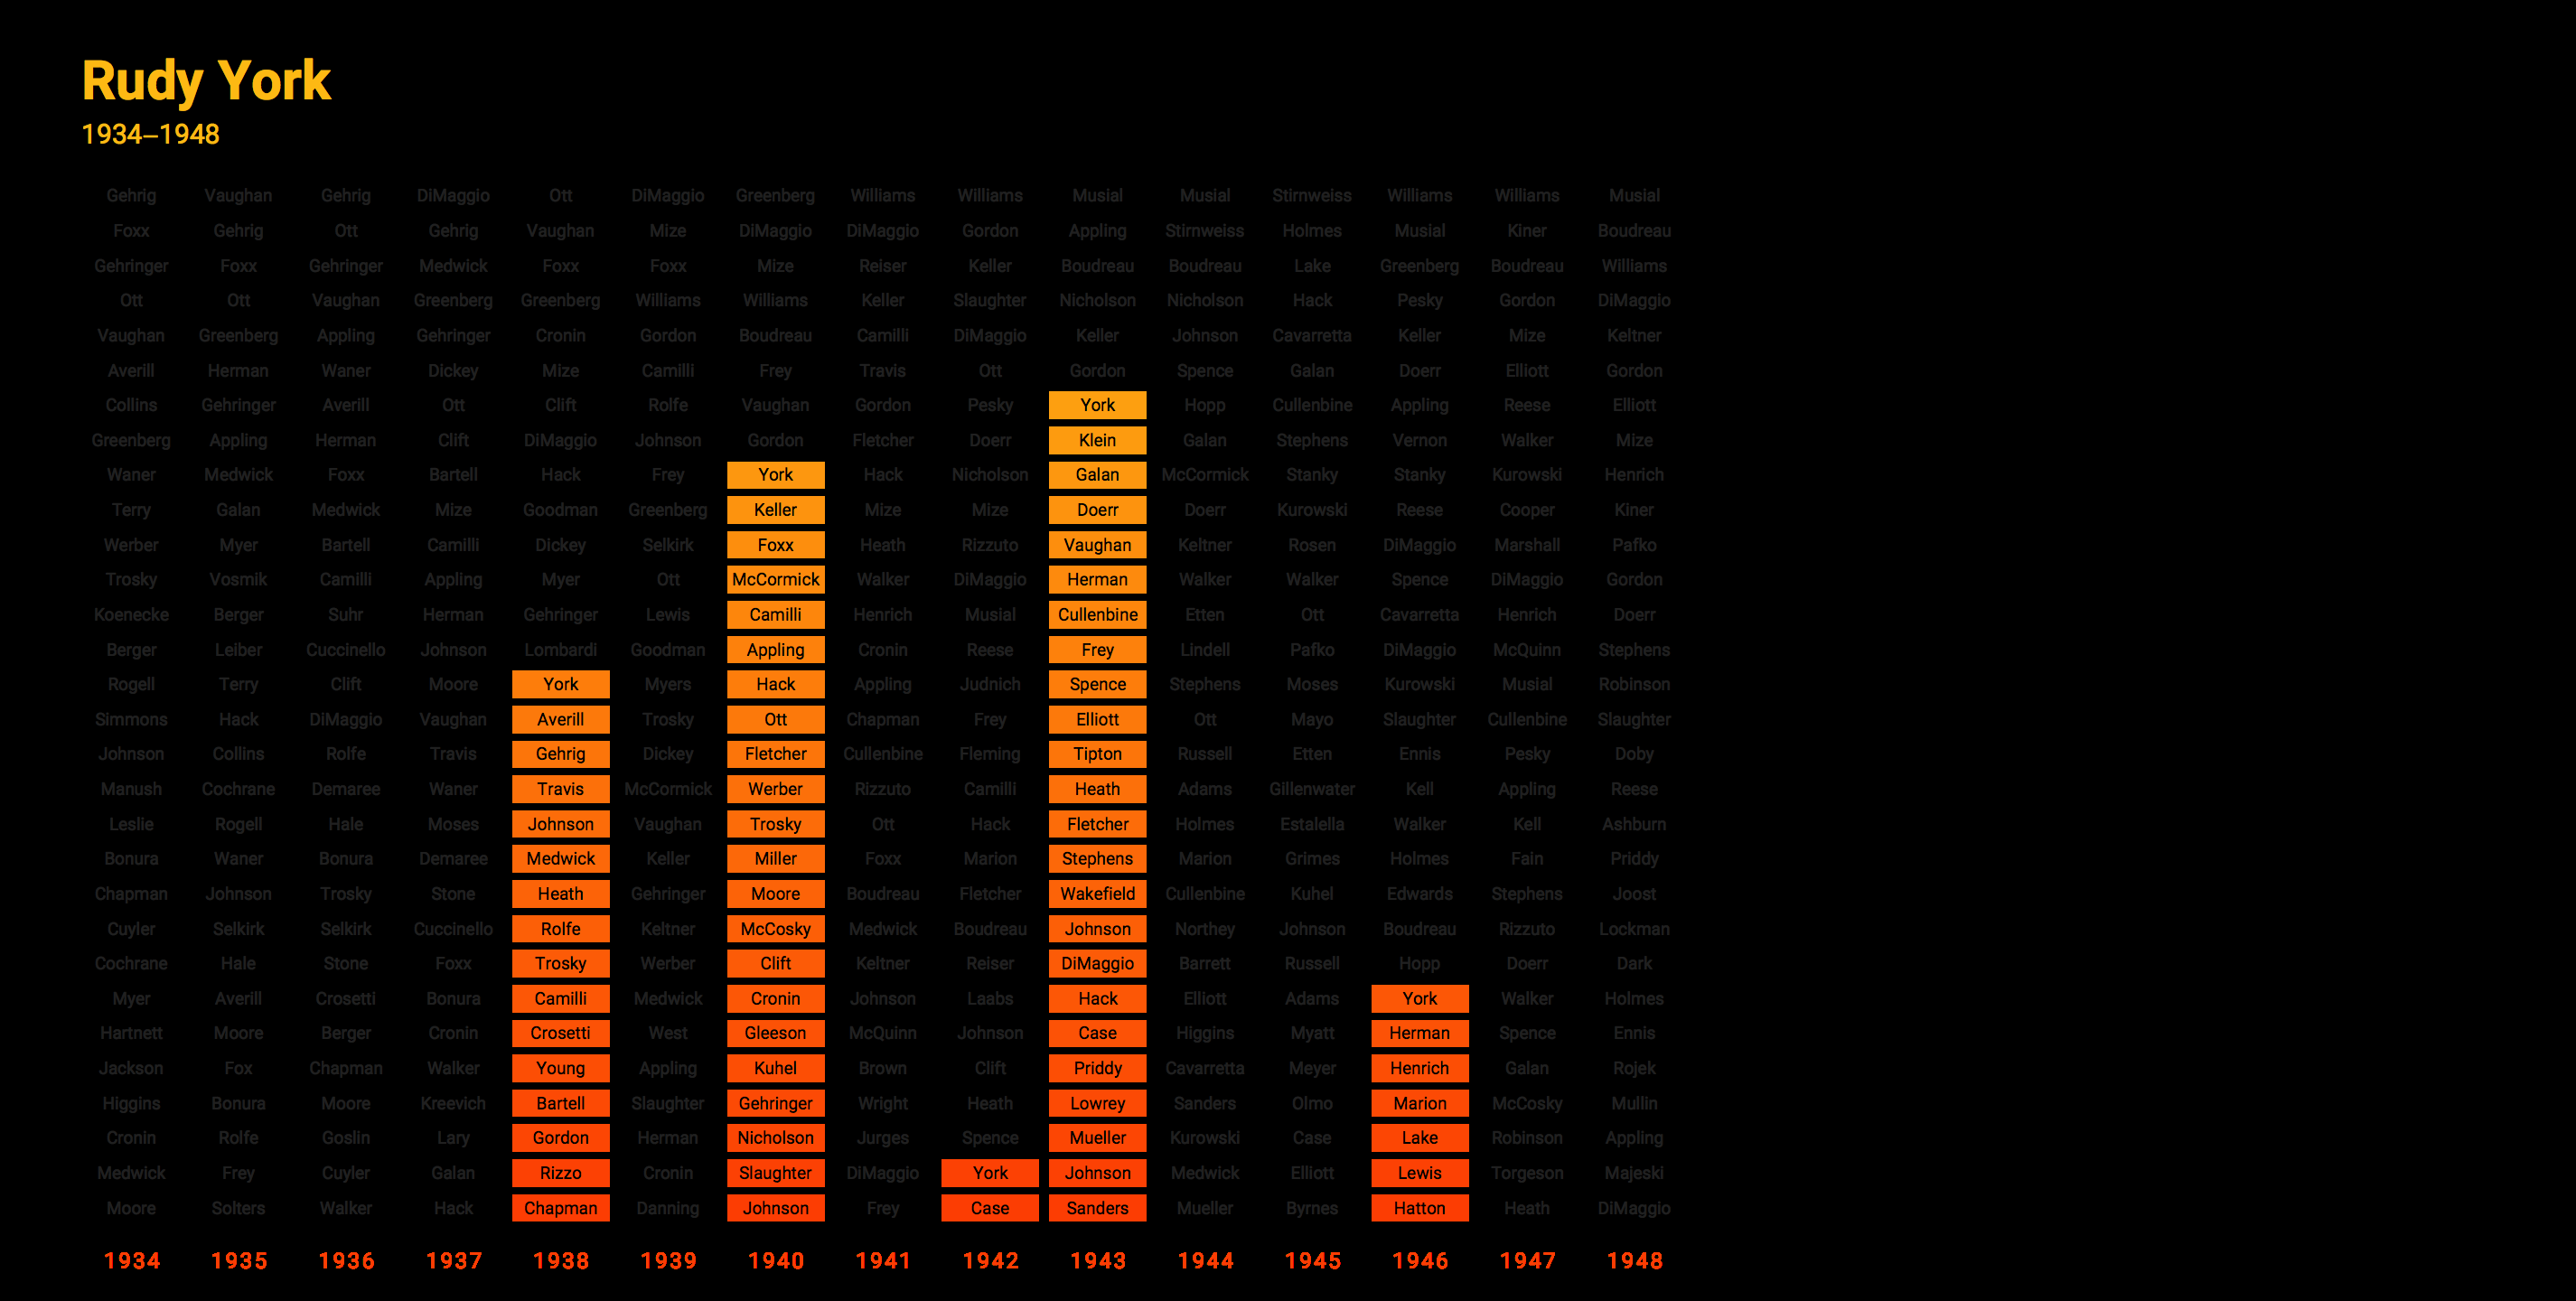 Rudy York
1934–1948
Gehrig Vaughan Gehrig DiMaggio Ott DiMaggio Greenberg Williams Williams Musial Musial Stirnweiss Williams Williams Musial
Foxx Gehrig Ott Gehrig Vaughan Mize DiMaggio DiMaggio Gordon Appling Stirnweiss Holmes Musial Kiner Boudreau
Gehringer Foxx Gehringer Medwick Foxx Foxx Mize Reiser Keller Boudreau Boudreau Lake Greenberg Boudreau Williams
Ott Ott Vaughan Greenberg Greenberg Williams Williams Keller Slaughter Nicholson Nicholson Hack Pesky Gordon DiMaggio
Vaughan Greenberg Appling Gehringer Cronin Gordon Boudreau Camilli DiMaggio Keller Johnson Cavarretta Keller Mize Keltner
Averill Herman Waner Dickey Mize Camilli Frey Travis Ott Gordon Spence Galan Doerr Elliott Gordon
Collins Gehringer Averill Ott Clift Rolfe Vaughan Gordon Pesky York Hopp Cullenbine Appling Reese Elliott
Greenberg Appling Herman Clift DiMaggio Johnson Gordon Fletcher Doerr Klein Galan Stephens Vernon Walker Mize
Waner Medwick Foxx Bartell Hack Frey York Hack Nicholson Galan McCormick Stanky Stanky Kurowski Henrich
Terry Galan Medwick Mize Goodman Greenberg Keller Mize Mize Doerr Doerr Kurowski Reese Cooper Kiner
Werber Myer Bartell Camilli Dickey Selkirk Foxx Heath Rizzuto Vaughan Keltner Rosen DiMaggio Marshall Pafko
Trosky Vosmik Camilli Appling Myer Ott McCormick Walker DiMaggio Herman Walker Walker Spence DiMaggio Gordon
Koenecke Berger Suhr Herman Gehringer Lewis Camilli Henrich Musial Cullenbine Etten Ott Cavarretta Henrich Doerr
Berger Leiber Cuccinello Johnson Lombardi Goodman Appling Cronin Reese Frey Lindell Pafko DiMaggio McQuinn Stephens
Rogell Terry Clift Moore York Myers Hack Appling Judnich Spence Stephens Moses Kurowski Musial Robinson
Simmons Hack DiMaggio Vaughan Averill Trosky Ott Chapman Frey Elliott Ott Mayo Slaughter Cullenbine Slaughter
Johnson Collins Rolfe Travis Gehrig Dickey Fletcher Cullenbine Fleming Tipton Russell Etten Ennis Pesky Doby
Manush Cochrane Demaree Waner Travis McCormick Werber Rizzuto Camilli Heath Adams Gillenwater Kell Appling Reese
Leslie Rogell Hale Moses Johnson Vaughan Trosky Ott Hack Fletcher Holmes Estalella Walker Kell Ashburn
Bonura Waner Bonura Demaree Medwick Keller Miller Foxx Marion Stephens Marion Grimes Holmes Fain Priddy
Chapman Johnson Trosky Stone Heath Gehringer Moore Boudreau Fletcher Wakefield Cullenbine Kuhel Edwards Stephens Joost
Cuyler Selkirk Selkirk Cuccinello Rolfe Keltner McCosky Medwick Boudreau Johnson Northey Johnson Boudreau Rizzuto Lockman
Cochrane Hale Stone Foxx Trosky Werber Clift Keltner Reiser DiMaggio Barrett Russell Hopp Doerr Dark
Myer Averill Crosetti Bonura Camilli Medwick Cronin Johnson Laabs Hack Elliott Adams York Walker Holmes
Hartnett Moore Berger Cronin Crosetti West Gleeson McQuinn Johnson Case Higgins Myatt Herman Spence Ennis
Jackson Fox Chapman Walker Young Appling Kuhel Brown Clift Priddy Cavarretta Meyer Henrich Galan Rojek
Higgins Bonura Moore Kreevich Bartell Slaughter Gehringer Wright Heath Lowrey Sanders Olmo Marion McCosky Mullin
Cronin Rolfe Goslin Lary Gordon Herman Nicholson Jurges Spence Mueller Kurowski Case Lake Robinson Appling
Medwick Frey Cuyler Galan Rizzo Cronin Slaughter DiMaggio York Johnson Medwick Elliott Lewis Torgeson Majeski
Moore Solters Walker Hack Chapman Danning Johnson Frey Case Sanders Mueller Byrnes Hatton Heath DiMaggio
1934 1935 1936 1937 1938 1939 1940 1941 1942 1943 1944 1945 1946 1947 1948